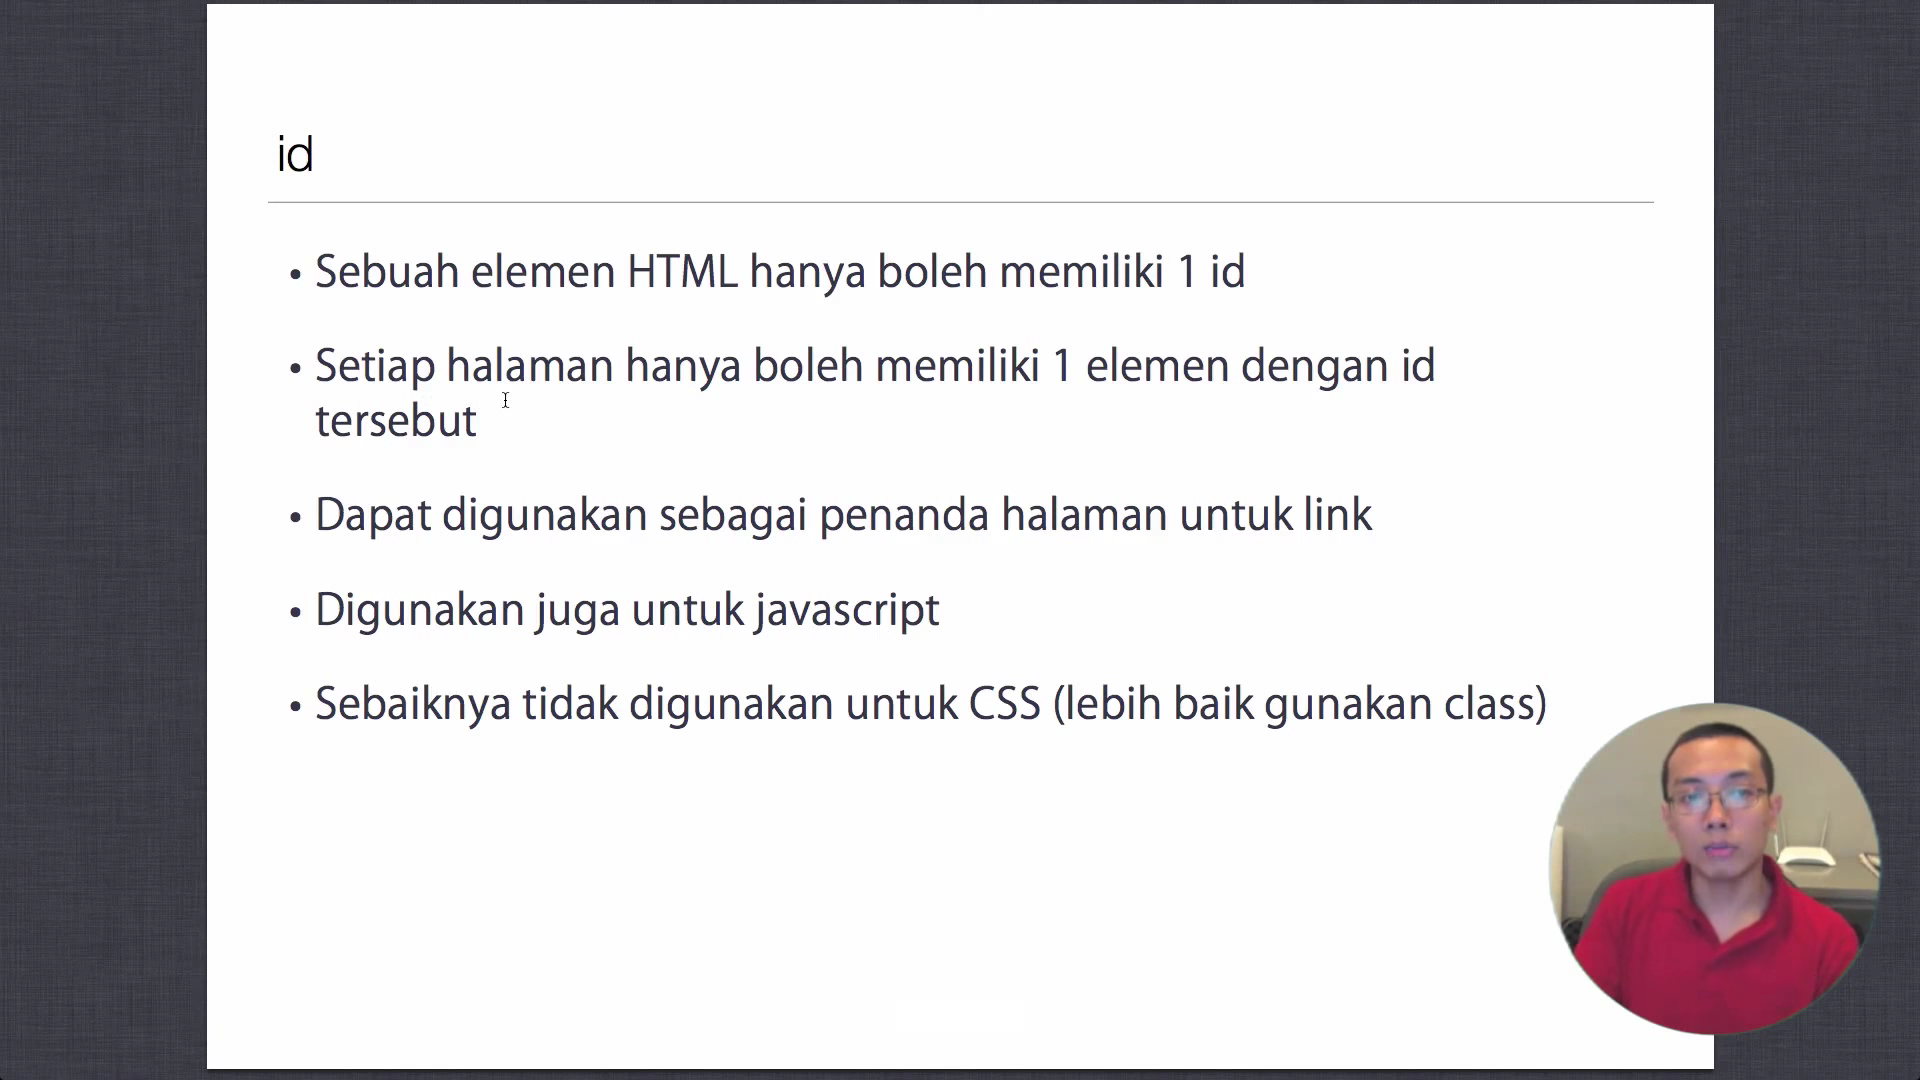 id
• Sebuah elemen HTML hanya boleh memiliki 1 id
• Setiap halaman hanya boleh memiliki 1 elemen dengan id
tersebut
• Dapat digunakan sebagai penanda halaman untuk link
• Digunakan juga untuk javascript
• Sebaiknya tidak digunakan untuk CSS (lebih baik gunakan class)